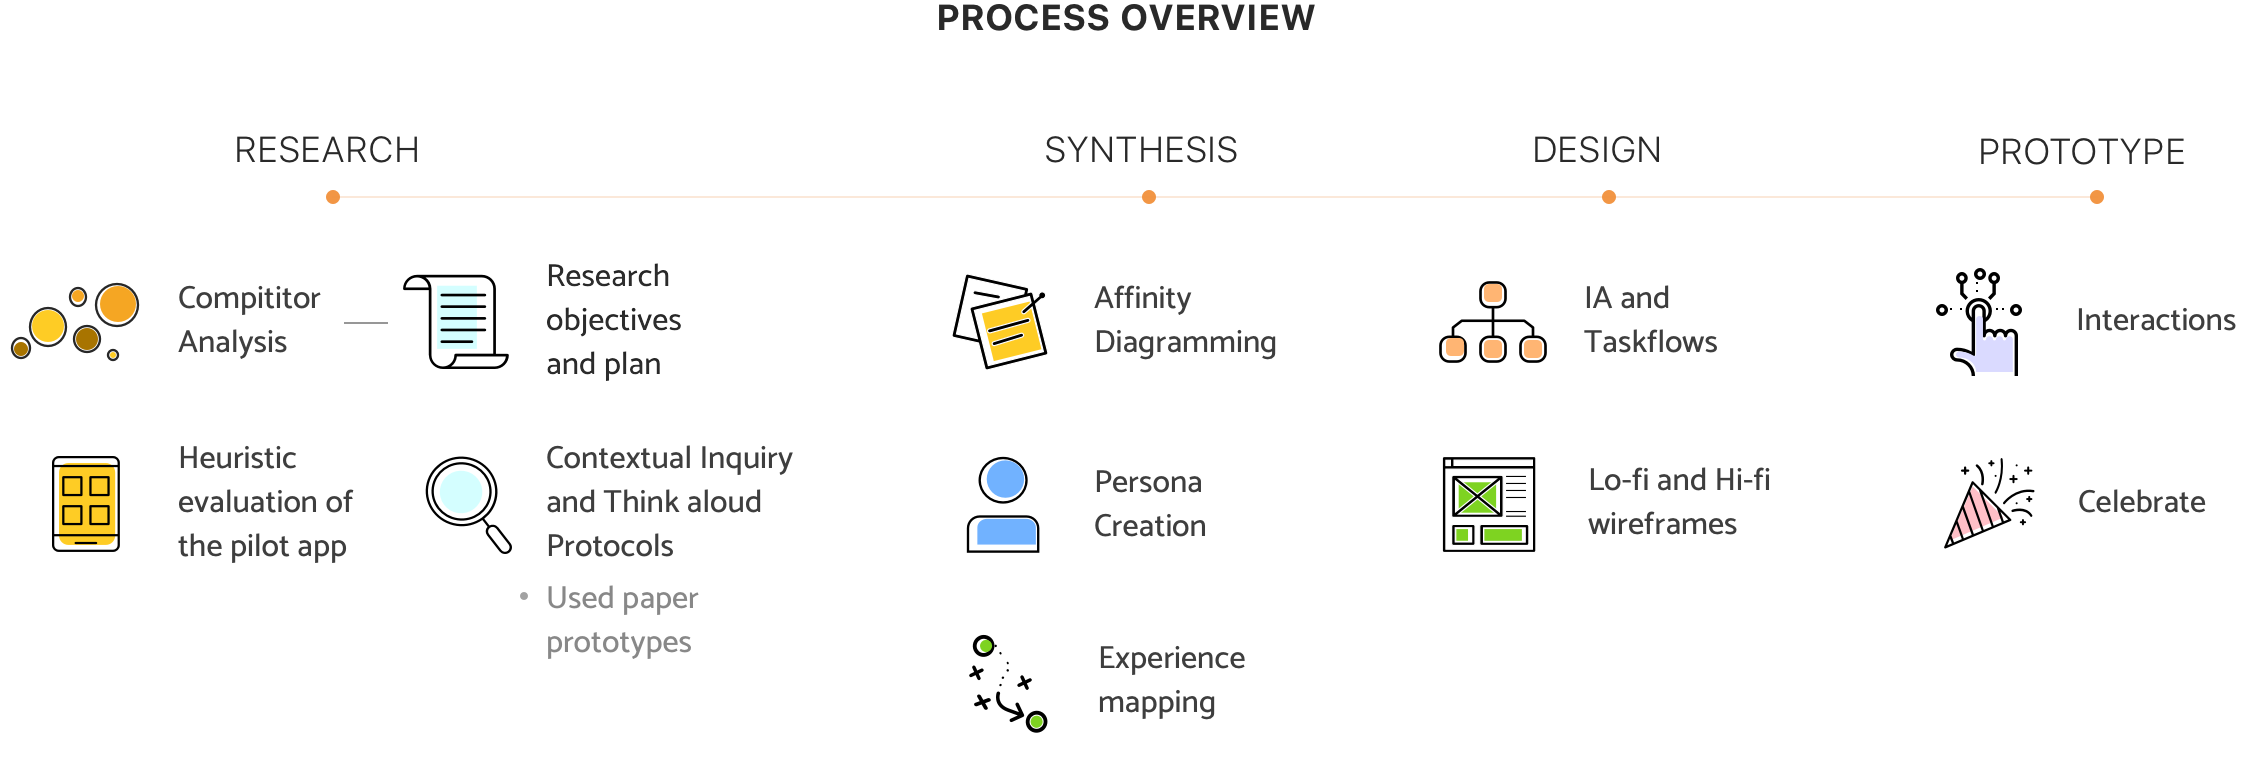 PROCESS OVERVIEW
RESEARCH
Compititor
Analysis
Research
objectives
and plan
Heuristic
evaluation of
the pilot app
Contextual Inquiry
and Think aloud
Protocols
• Used paper
prototypes
SYNTHESIS
Affinity
Diagramming
Persona
Creation
Experience
mapping
DESIGN
IA and
Taskflows
Lo-fi and Hi-fi
wireframes
PROTOTYPE
Interactions
Celebrate